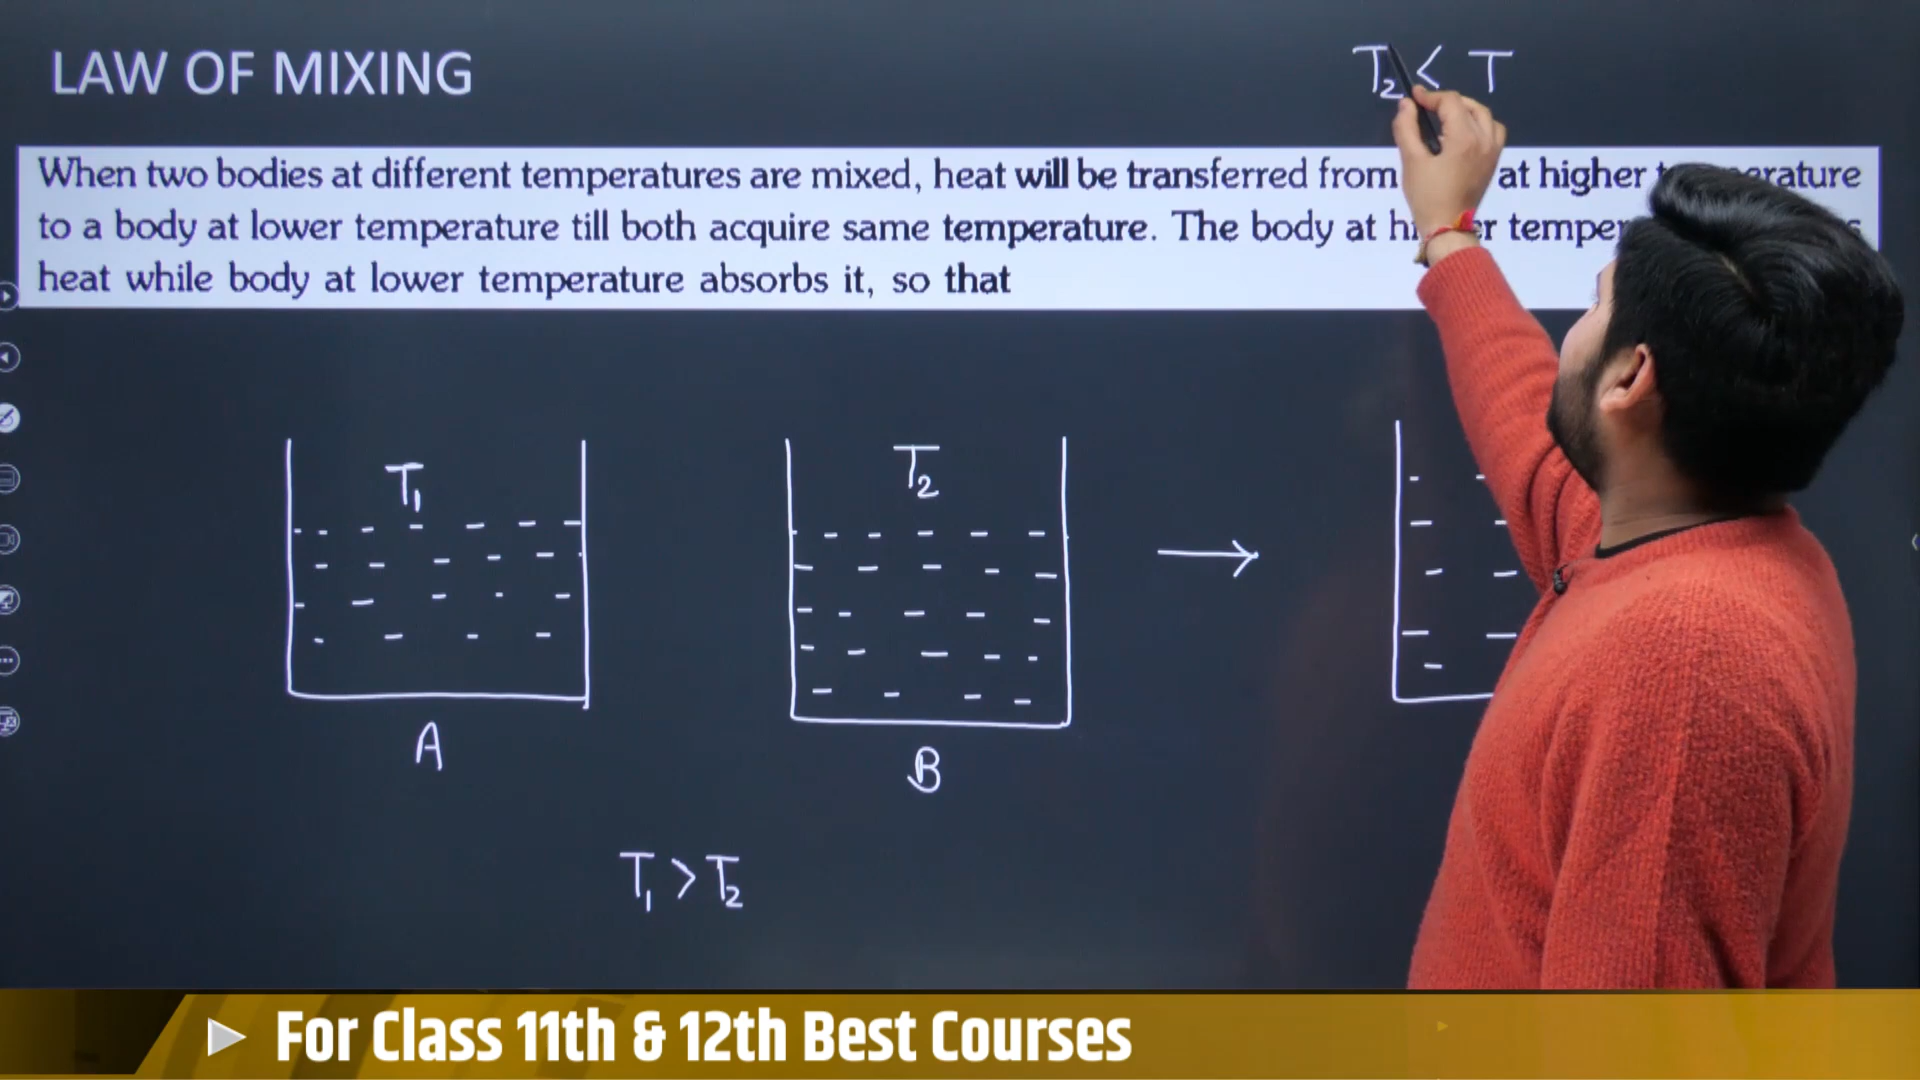 LAW OF MIXING
T₂ < T
When two bodies at different temperatures are mixed, heat will be transferred from at higher
to a body at lower temperature till both acquire same temperature. The body at
heat while body at lower temperature absorbs it, so that
T₁
T₂
A
B
T₁ > T₂
For Class 11th & 12th Best Courses